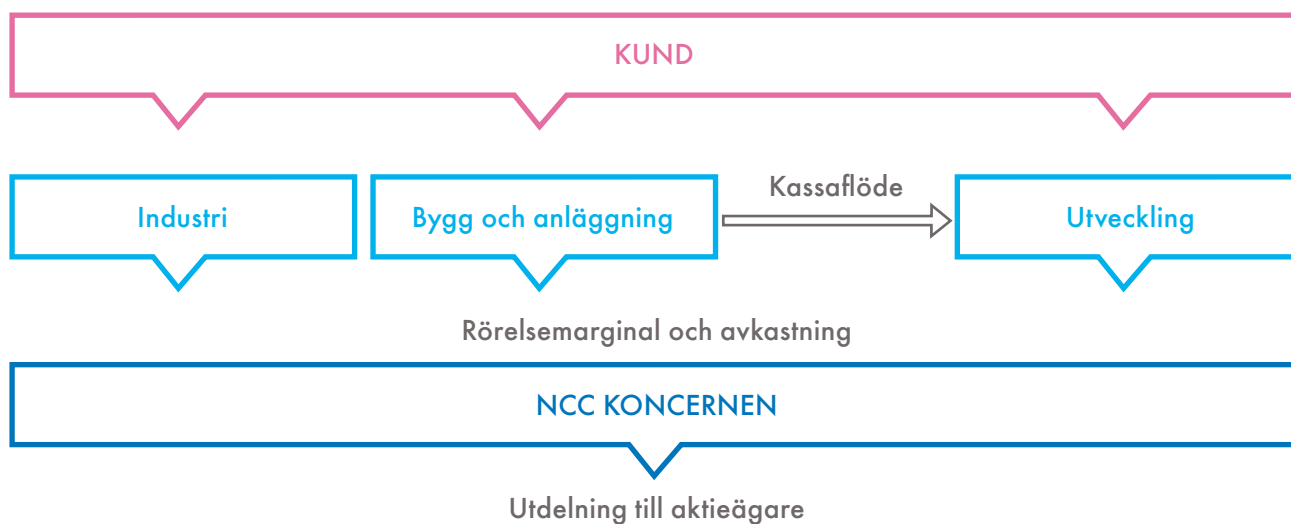 KUND
Industri
Bygg och anläggning
Kassaflöde
Utveckling
Rörelsemarginal och avkastning
NCC KONCERNEN
Utdelning till aktieägare